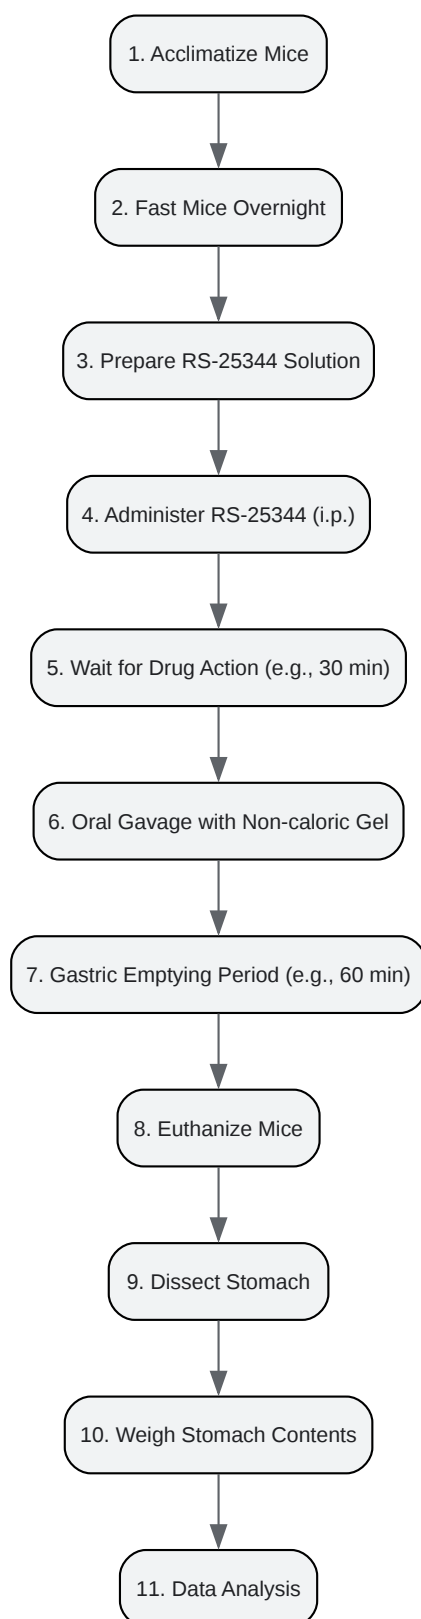 1. Acclimatize Mice
2. Fast Mice Overnight
3. Prepare RS-25344 Solution
4. Administer RS-25344 (i.p.)
5. Wait for Drug Action (e.g., 30 min)
6. Oral Gavage with Non-caloric Gel
7. Gastric Emptying Period (e.g., 60 min)
8. Euthanize Mice
9. Dissect Stomach
10. Weigh Stomach Contents
11. Data Analysis